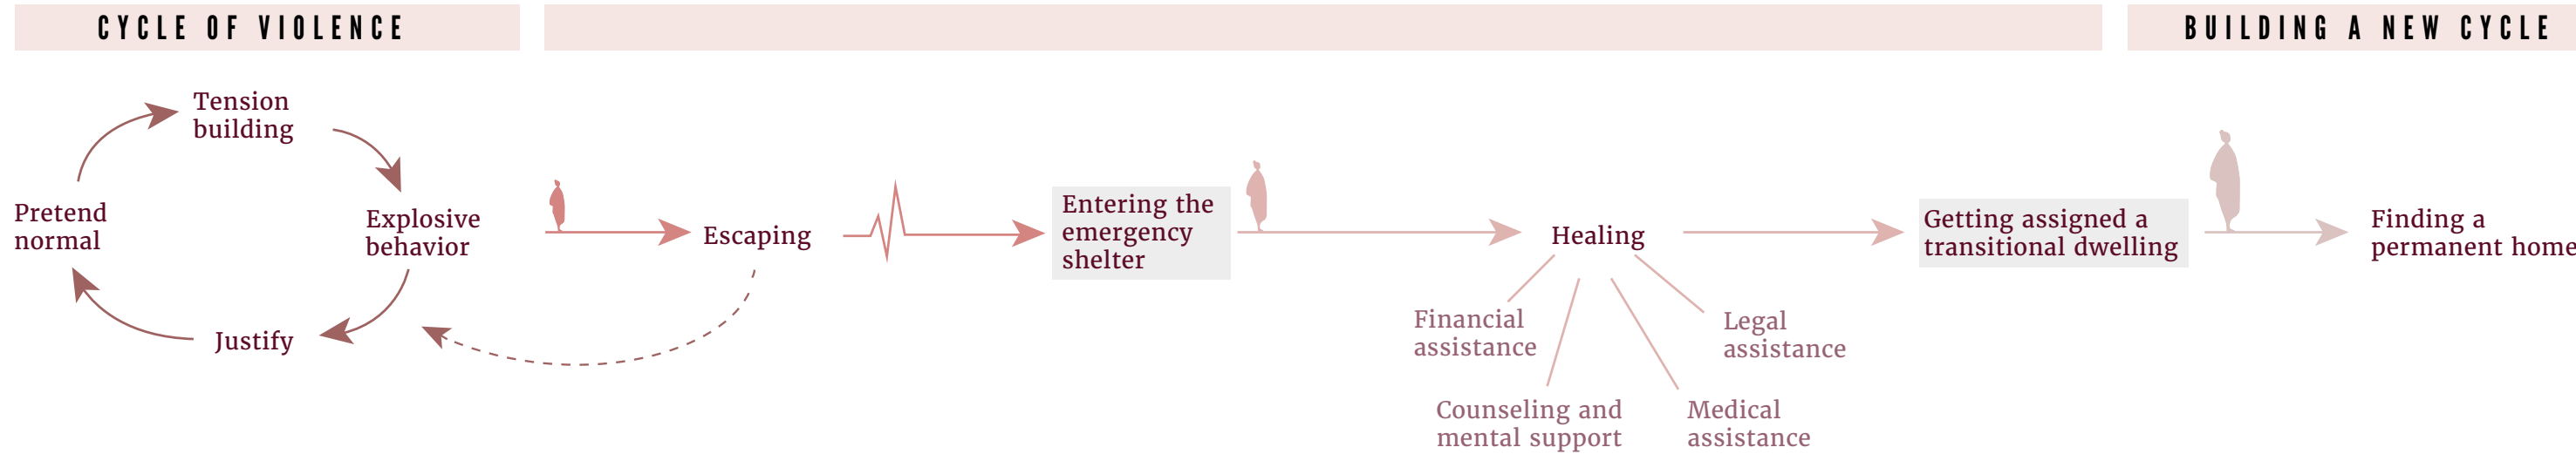 CYCLE OF VIOLENCE
BUILDING A NEW CYCLE
Tension
building
Pretend
normal
Explosive
behavior
Justify
Escaping
Entering the
emergency
shelter
Healing
Financial
assistance
Counseling and
mental support
Medical
assistance
Legal
assistance
Getting assigned a
transitional dwelling
Finding a
permanent home